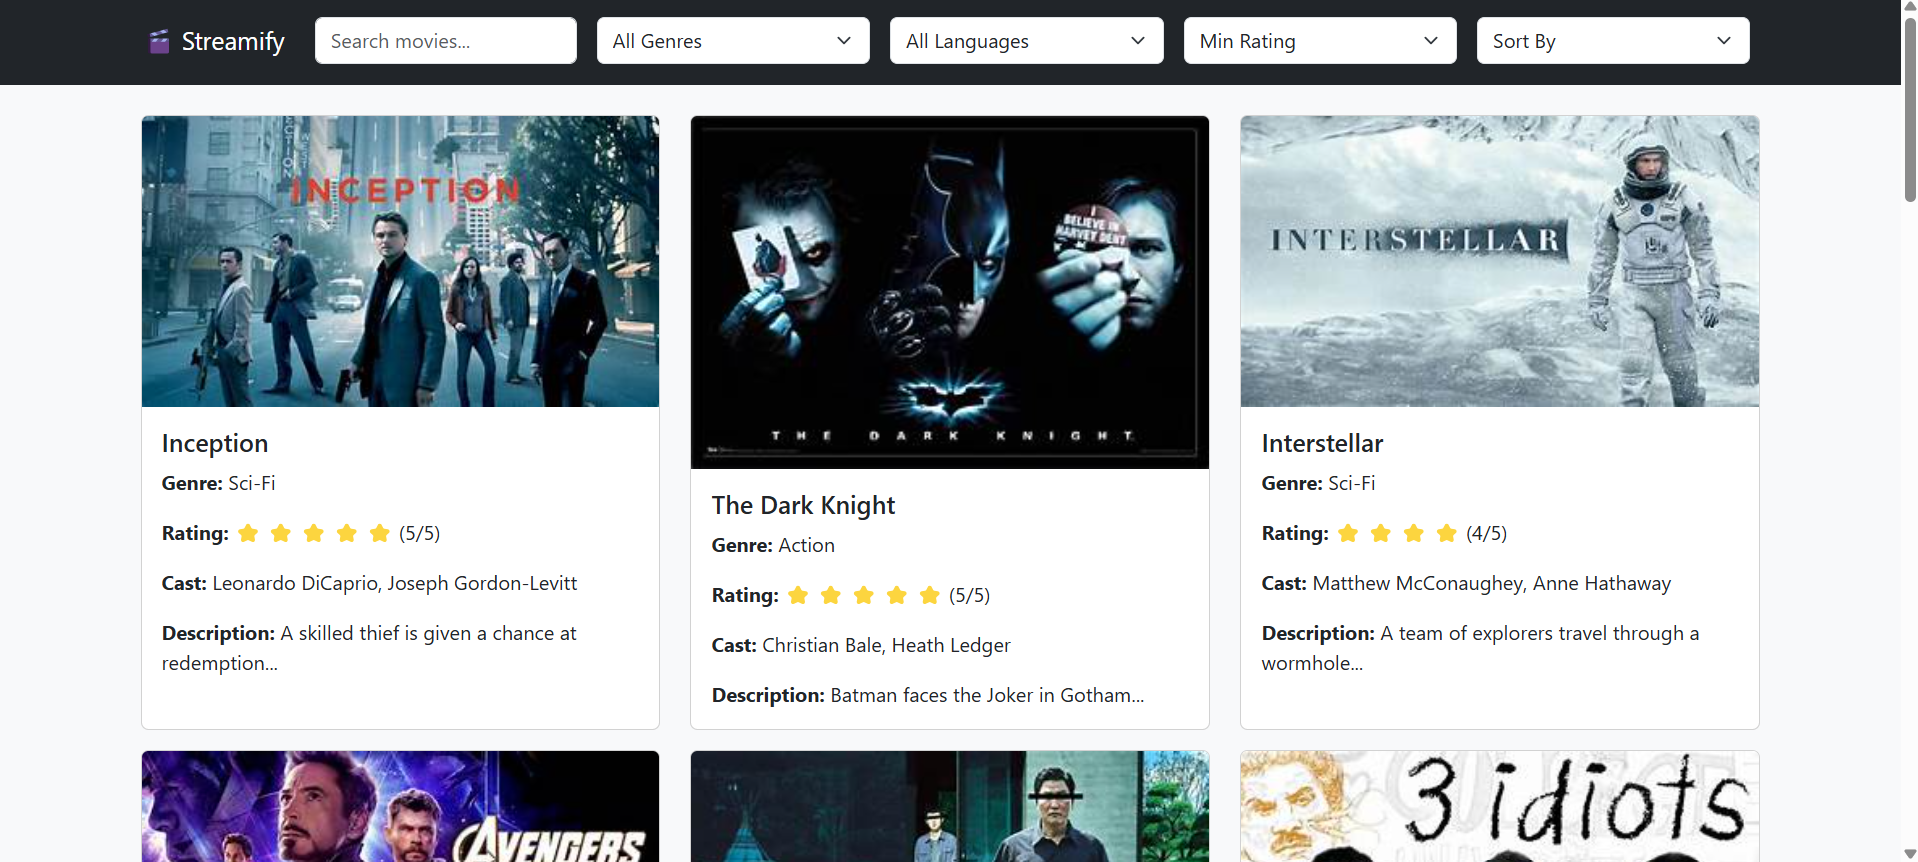 Streamify
Search movies...
All Genres
All Languages
Min Rating
Sort By
INCEPTION
Inception
Genre: Sci-Fi
Rating: (5/5)
Cast: Leonardo DiCaprio, Joseph Gordon-Levitt
Description: A skilled thief is given a chance at
redemption...
I
BELIEVE IN
HARVEY DENT
THE DARK KNIGHT
The Dark Knight
Genre: Action
Rating: (5/5)
Cast: Christian Bale, Heath Ledger
Description: Batman faces the Joker in Gotham...
INTERSTELLAR
Interstellar
Genre: Sci-Fi
Rating: (4/5)
Cast: Matthew McConaughey, Anne Hathaway
Description: A team of explorers travel through a
wormhole...
AVENGERS
3 idiots